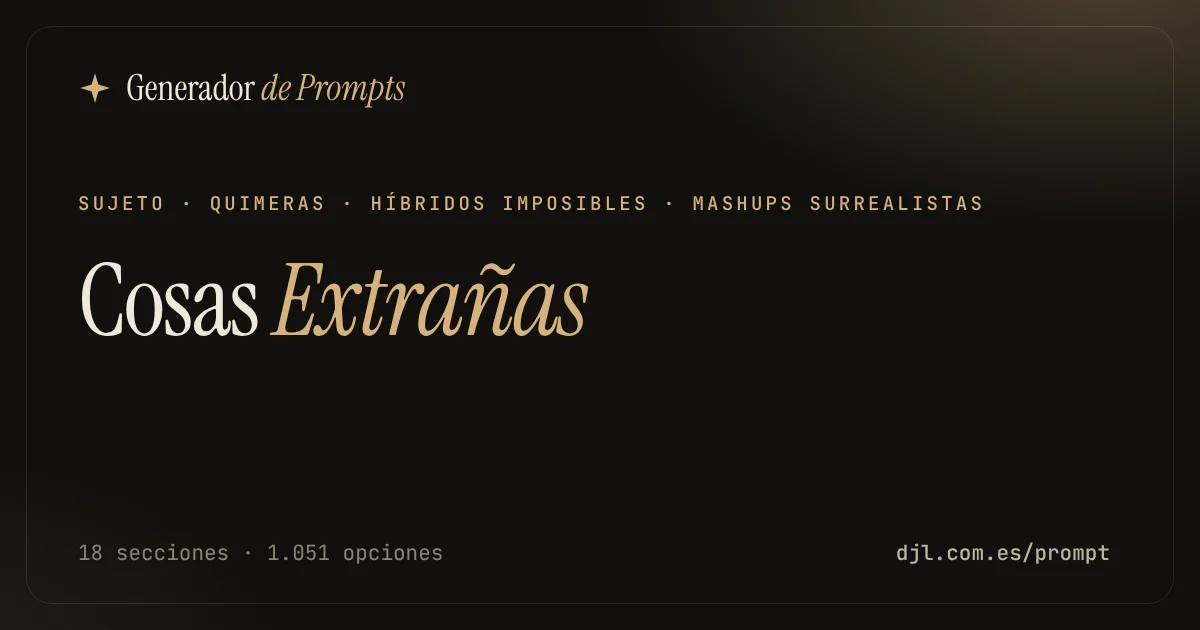 Generador de Prompts
SUJETO · QUIMERAS · HÍBRIDOS IMPOSIBLES · MASHUPS SURREALISTAS
Cosas Extrañas
18 secciones · 1.051 opciones
djl.com.es/prompt